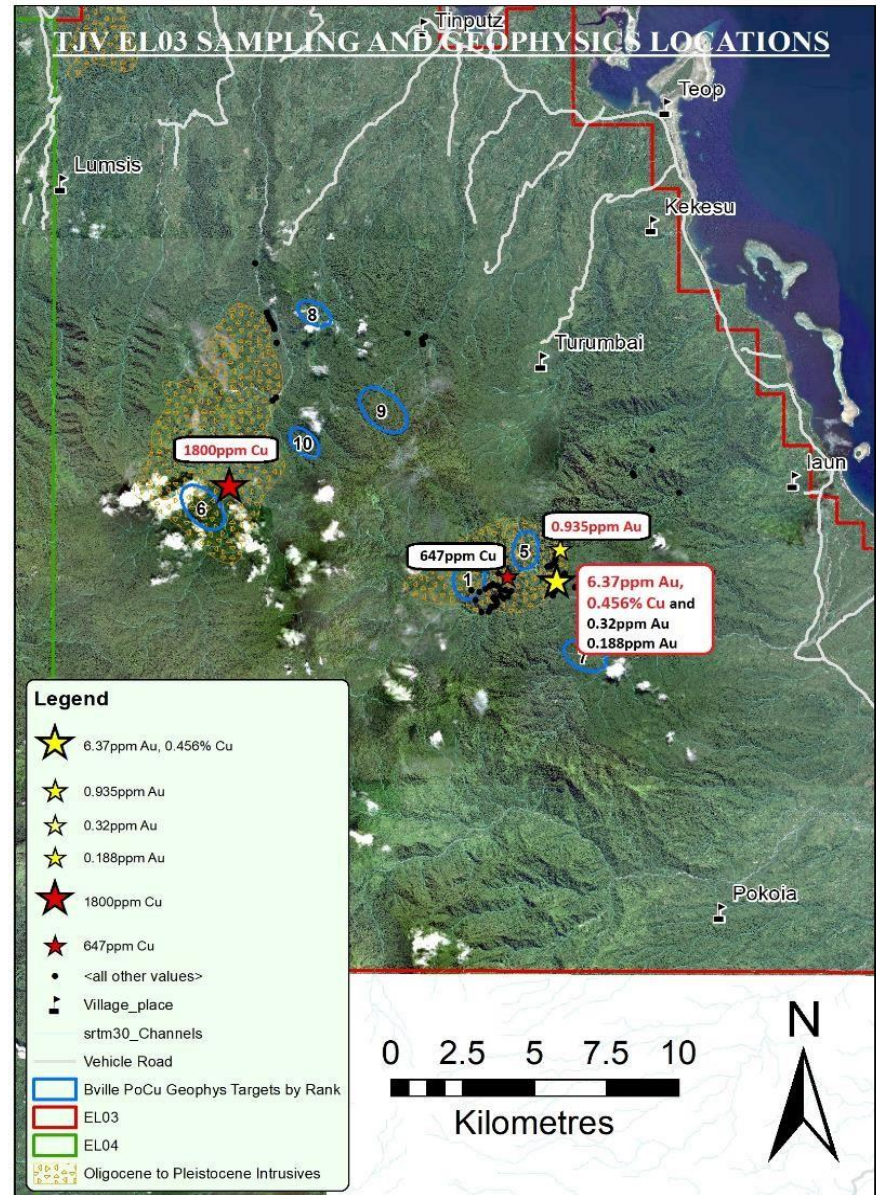 TJV EL03 SAMPLING AND GEOPHYSICS LOCATIONS
Tinputz
Teop
Lumsis
Kekesu
8
Turumbai
9
10
1800ppm Cu
Iaun
6
0.935ppm Au
647ppm Cu
5
1
6.37ppm Au,
0.456% Cu and
0.32ppm Au
0.188ppm Au
7
Legend
6.37ppm Au, 0.456% Cu
0.935ppm Au
0.32ppm Au
0.188ppm Au
1800ppm Cu
647ppm Cu
<all other values>
Village_place
srtm30_Channels
Vehicle Road
Bville PoCu Geophys Targets by Rank
EL03
EL04
Oligocene to Pleistocene Intrusives
Pokoia
N
0 2.5 5 7.5 10
Kilometres